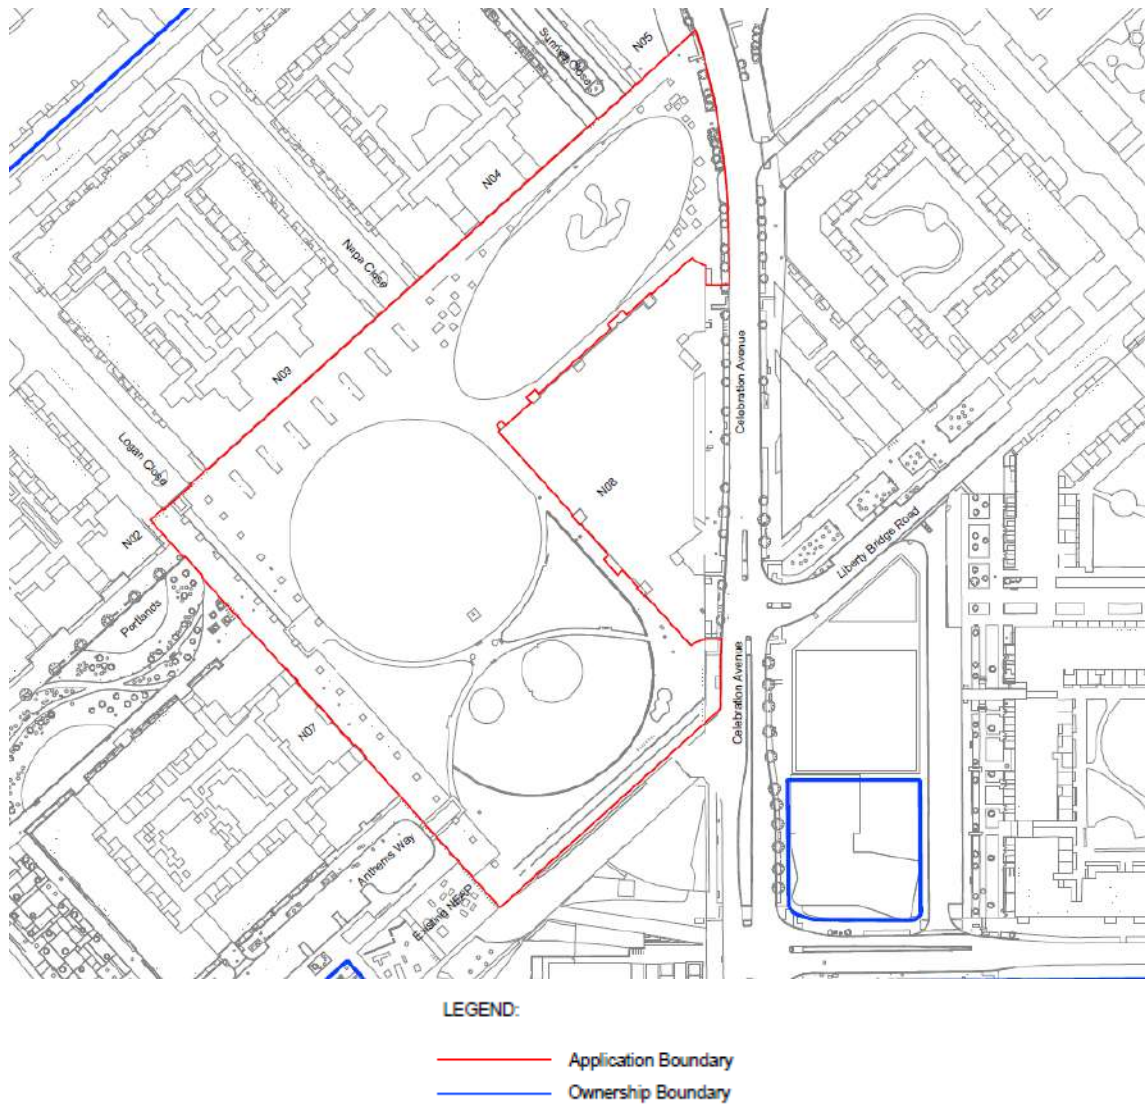 Sunrise Close
N05
N04
Napa Close
N03
Celebration Avenue
Logan Close
N08
N02
Liberty Bridge Road
Portlands
Celebration Avenue
N07
Anthems Way
Existing NEAP
LEGEND:
Application Boundary
Ownership Boundary